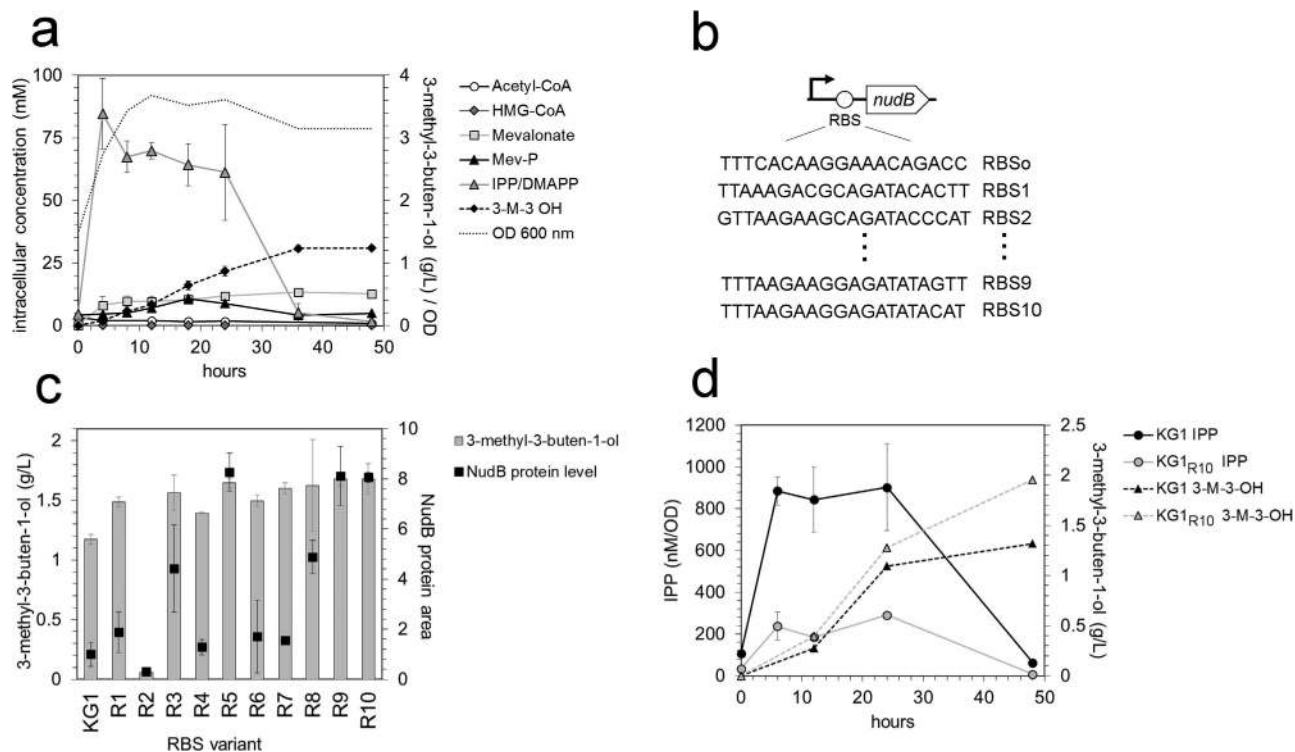 a
intracellular concentration (mM)
100
75
50
25
0
4
3
2
1
0
3-methyl-3-buten-1-ol (g/L) / OD
0 10 20 30 40 50
hours
Acetyl-CoA
HMG-CoA
Mevalonate
Mev-P
IPP/DMAPP
3-M-3 OH
OD 600 nm
b
nudB
RBS
TTTCACAAGGAAACAGACC RBSo
TTAAAGACGCAGATACACTT RBS1
GTTAAGAAGCAGATACCCAT RBS2
TTTAAGAAGGAGATATAGTT RBS9
TTTAAGAAGGAGATATACAT RBS10
c
3-methyl-3-buten-1-ol (g/L)
2
1.5
1
0.5
0
10
8
6
4
2
0
NudB protein area
KG1 R1 R2 R3 R4 R5 R6 R7 R8 R9 R10
RBS variant
3-methyl-3-buten-1-ol
NudB protein level
d
IPP (nM/OD)
1200
1000
800
600
400
200
0
2.5
2
1.5
1
0.5
0
3-methyl-3-buten-1-ol (g/L)
0 10 20 30 40 50
hours
KG1 IPP
KG1R10 IPP
KG1 3-M-3-OH
KG1R10 3-M-3-OH